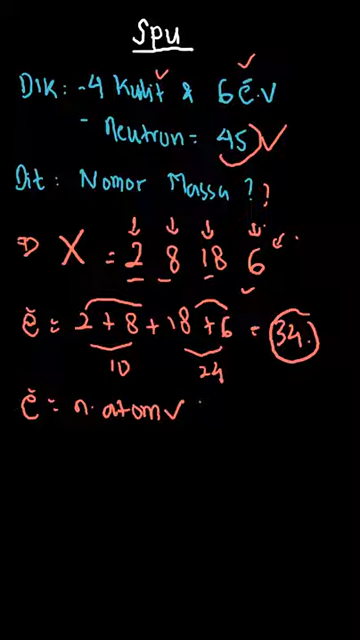 Spu
Dik: -4 Kulit & 6 é.v
- Neutron = 45
Dit: Nomor Massa ? ?
⇒ X = 2 8 18 6
ē = 2 + 8 + 18 + 6 = 34.
10 24
ē = n. atom